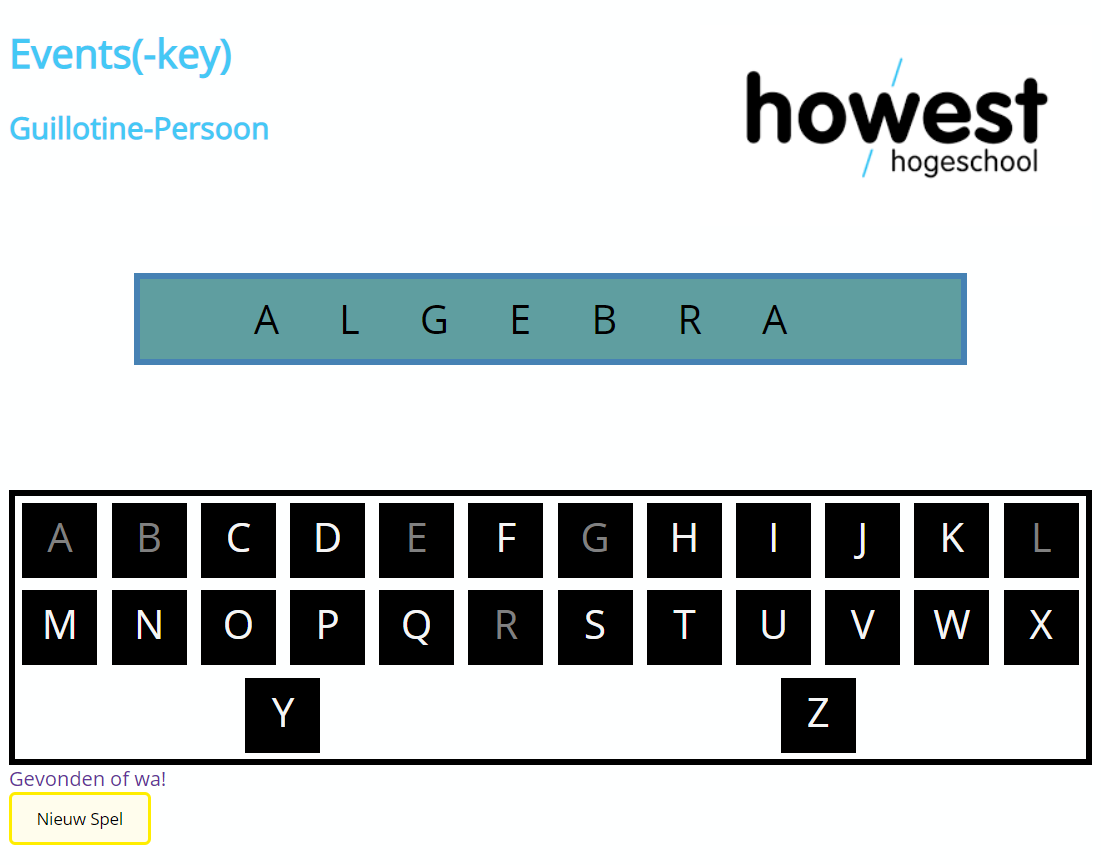 Events(-key)
Guillotine-Persoon
howest
hogeschool
A L G E B R A
A B C D E F G H I J K L
M N O P Q R S T U V W X
Y Z
Gevonden of wa!
Nieuw Spel